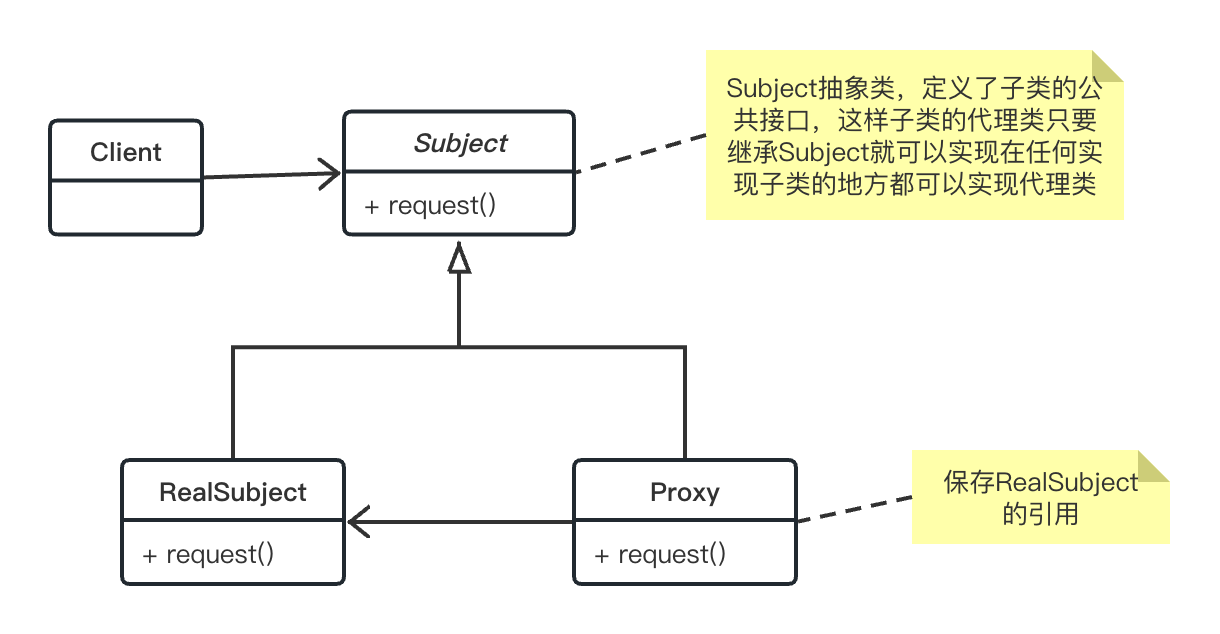 Subject抽象类，定义了子类的公
共接口，这样子类的代理类只要
继承Subject就可以实现在任何实
现子类的地方都可以实现代理类
Client
Subject
+ request()
RealSubject
+ request()
Proxy
+ request()
保存RealSubject
的引用